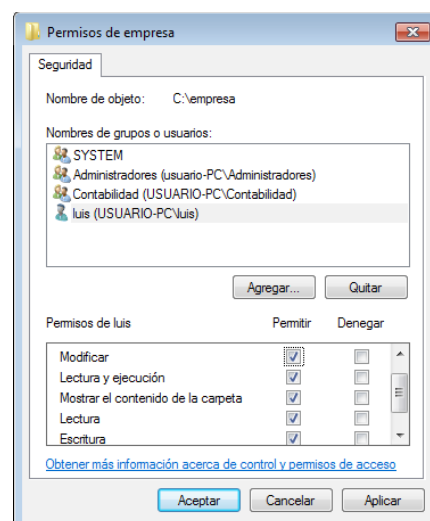 Permisos de empresa
Seguridad
Nombre de objeto: C:\empresa
Nombres de grupos o usuarios:
SYSTEM
Administradores (usuario-PC\Administradores)
Contabilidad (USUARIO-PC\Contabilidad)
luis (USUARIO-PC\luis)
Agregar... Quitar
Permisos de luis Permitir Denegar
Modificar
Lectura y ejecución
Mostrar el contenido de la carpeta
Lectura
Escritura
Obtener más información acerca de control y permisos de acceso
Aceptar Cancelar Aplicar